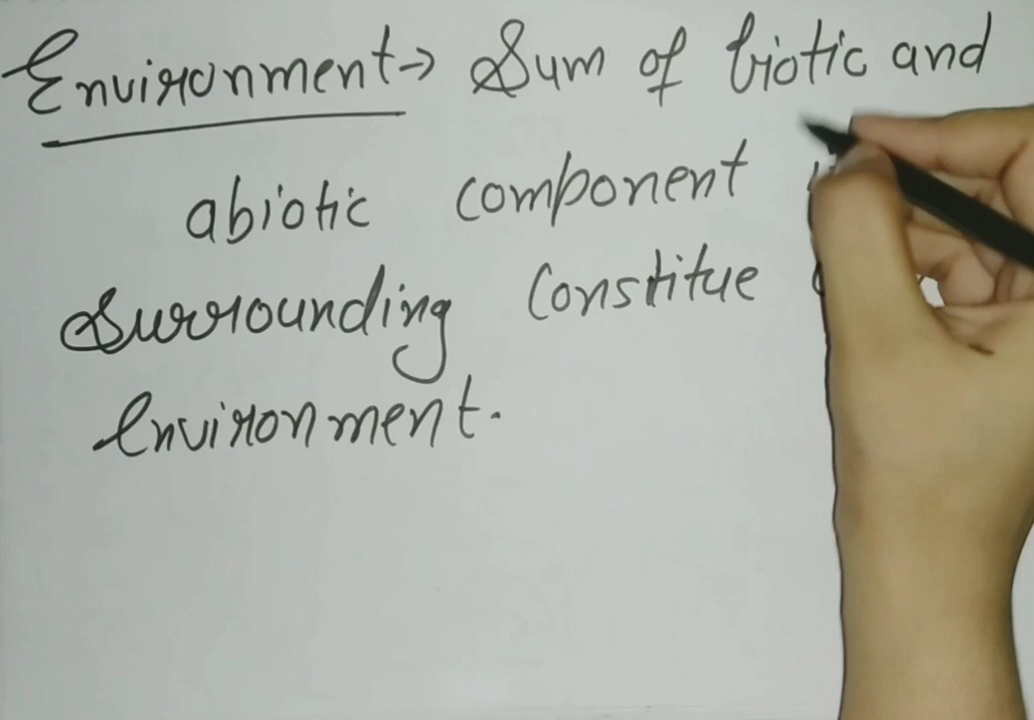 Environment → Sum of biotic and
abiotic component
Surrounding Constitue
environment.